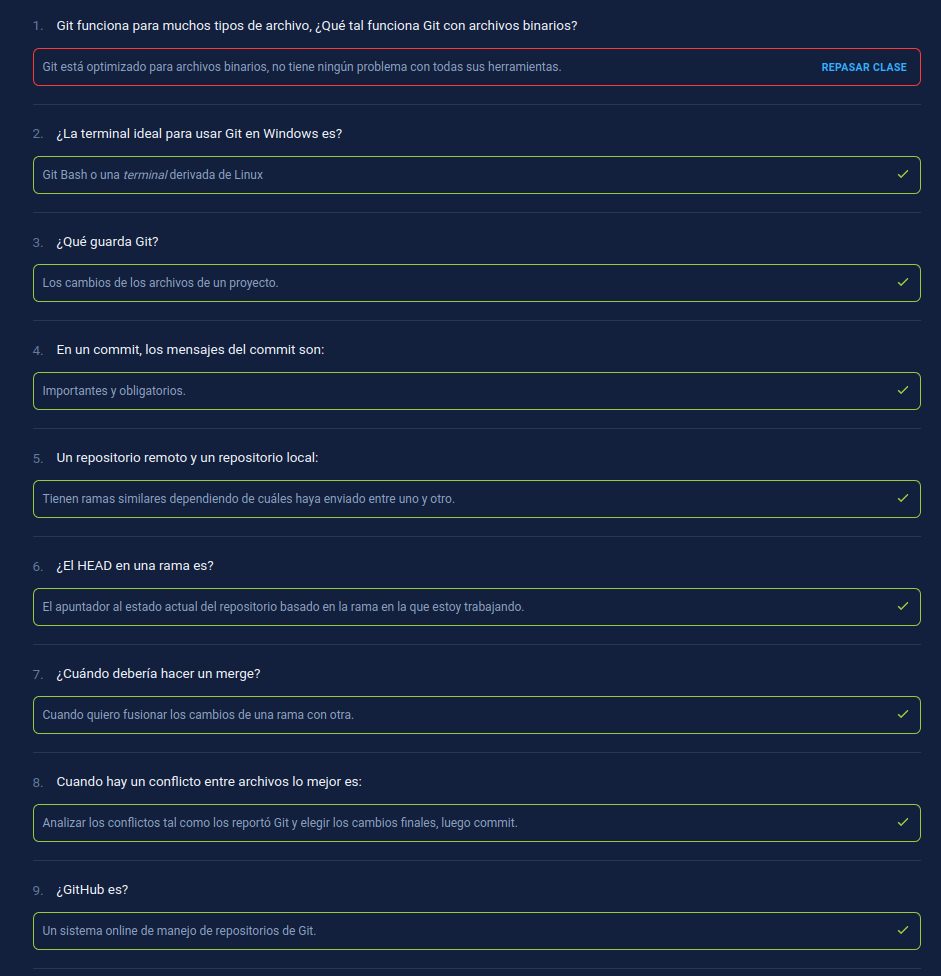 1. Git funciona para muchos tipos de archivo, ¿Qué tal funciona Git con archivos binarios?
Git está optimizado para archivos binarios, no tiene ningún problema con todas sus herramientas. REPASAR CLASE
2. ¿La terminal ideal para usar Git en Windows es?
Git Bash o una terminal derivada de Linux
3. ¿Qué guarda Git?
Los cambios de los archivos de un proyecto.
4. En un commit, los mensajes del commit son:
Importantes y obligatorios.
5. Un repositorio remoto y un repositorio local:
Tienen ramas similares dependiendo de cuáles haya enviado entre uno y otro.
6. ¿El HEAD en una rama es?
El apuntador al estado actual del repositorio basado en la rama en la que estoy trabajando.
7. ¿Cuándo debería hacer un merge?
Cuando quiero fusionar los cambios de una rama con otra.
8. Cuando hay un conflicto entre archivos lo mejor es:
Analizar los conflictos tal como los reportó Git y elegir los cambios finales, luego commit.
9. ¿GitHub es?
Un sistema online de manejo de repositorios de Git.